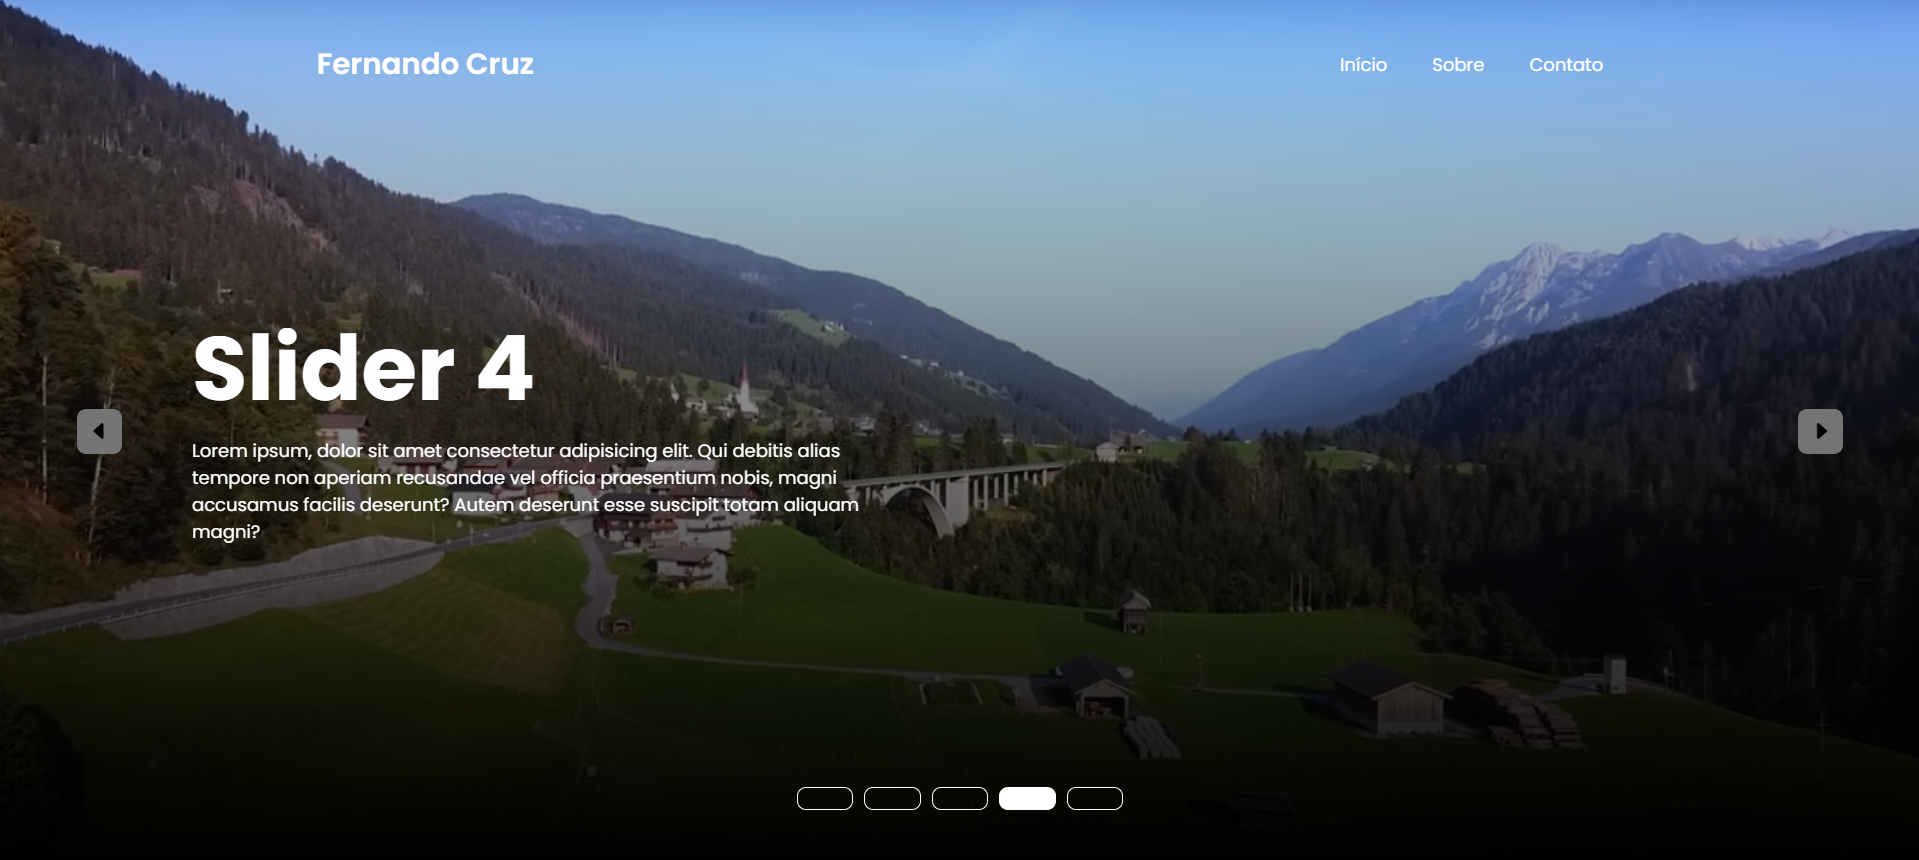 Fernando Cruz
Início Sobre Contato
Slider 4
Lorem ipsum, dolor sit amet consectetur adipisicing elit. Qui debitis alias
tempore non aperiam recusandae vel officia praesentium nobis, magni
accusamus facilis deserunt? Autem deserunt esse suscipit totam aliquam
magni?